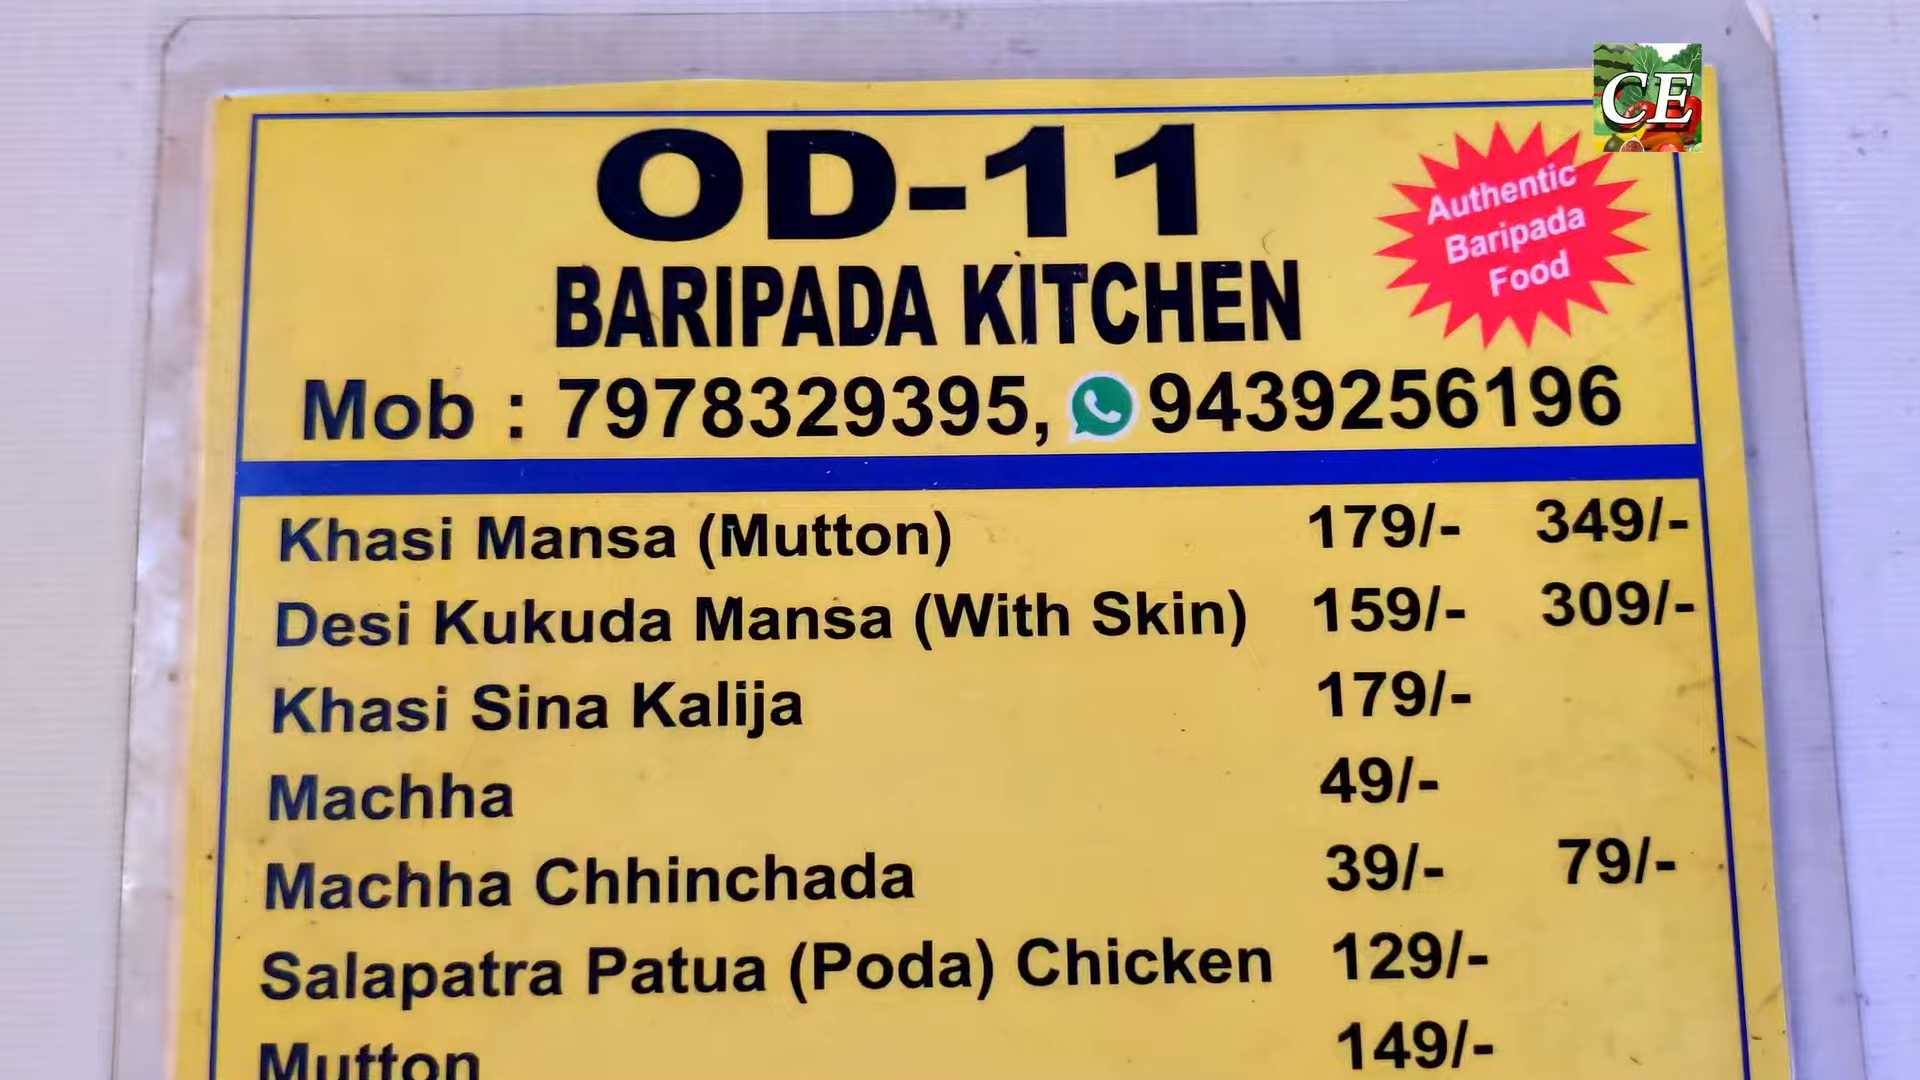 CE
OD-11
Authentic
Baripada
Food
BARIPADA KITCHEN
Mob : 7978329395, 9439256196
Khasi Mansa (Mutton) 179/- 349/-
Desi Kukuda Mansa (With Skin) 159/- 309/-
Khasi Sina Kalija 179/-
Machha 49/-
Machha Chhinchada 39/- 79/-
Salapatra Patua (Poda) Chicken 129/-
Mutton 149/-